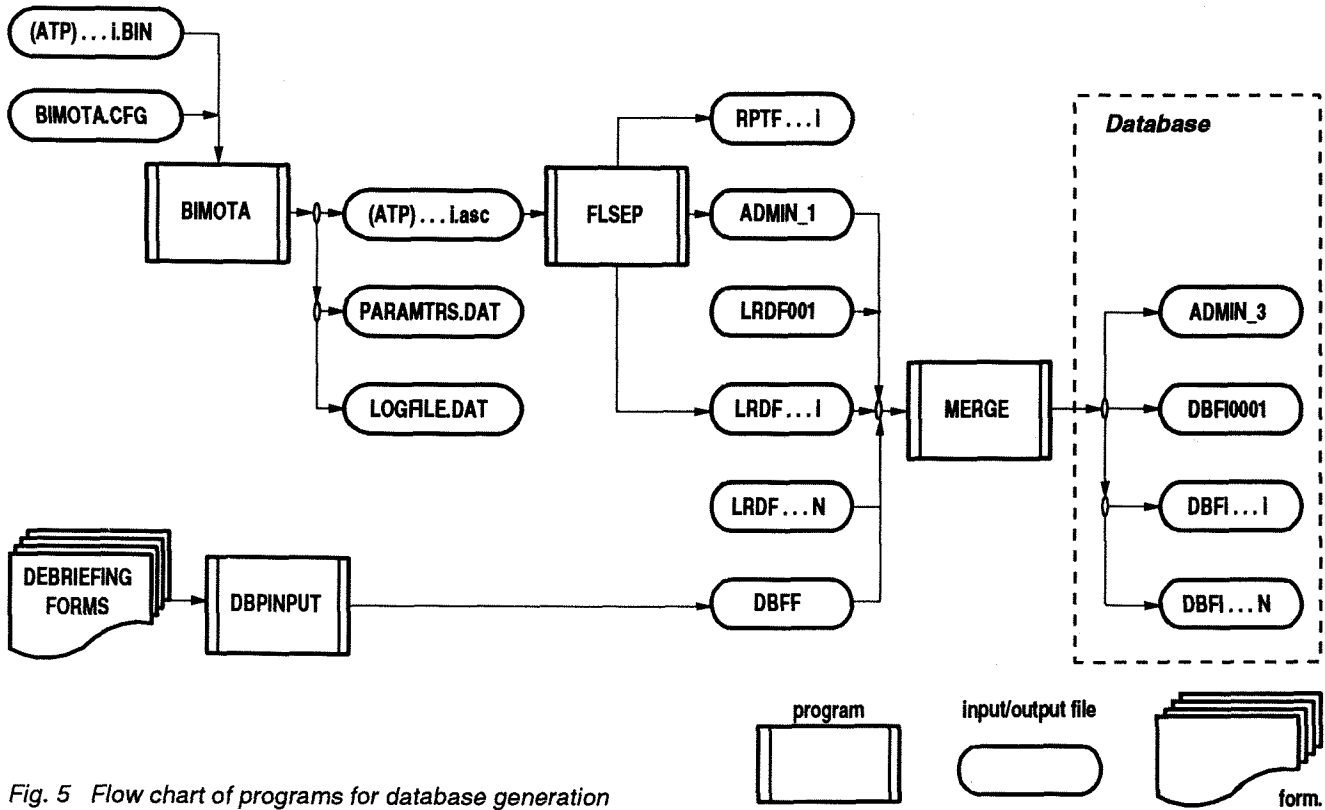 (ATP)...i.BIN
BIMOTA.CFG
BIMOTA
(ATP)...i.asc
PARAMTRS.DAT
LOGFILE.DAT
FLSEP
RPTF...i
ADMIN_1
LRDF001
LRDF...i
LRDF...N
DBFF
DEBRIEFING
FORMS
DBPINPUT
MERGE
Database
ADMIN_3
DBFI0001
DBFI...i
DBFI...N
program
input/output file
form.
Fig. 5 Flow chart of programs for database generation